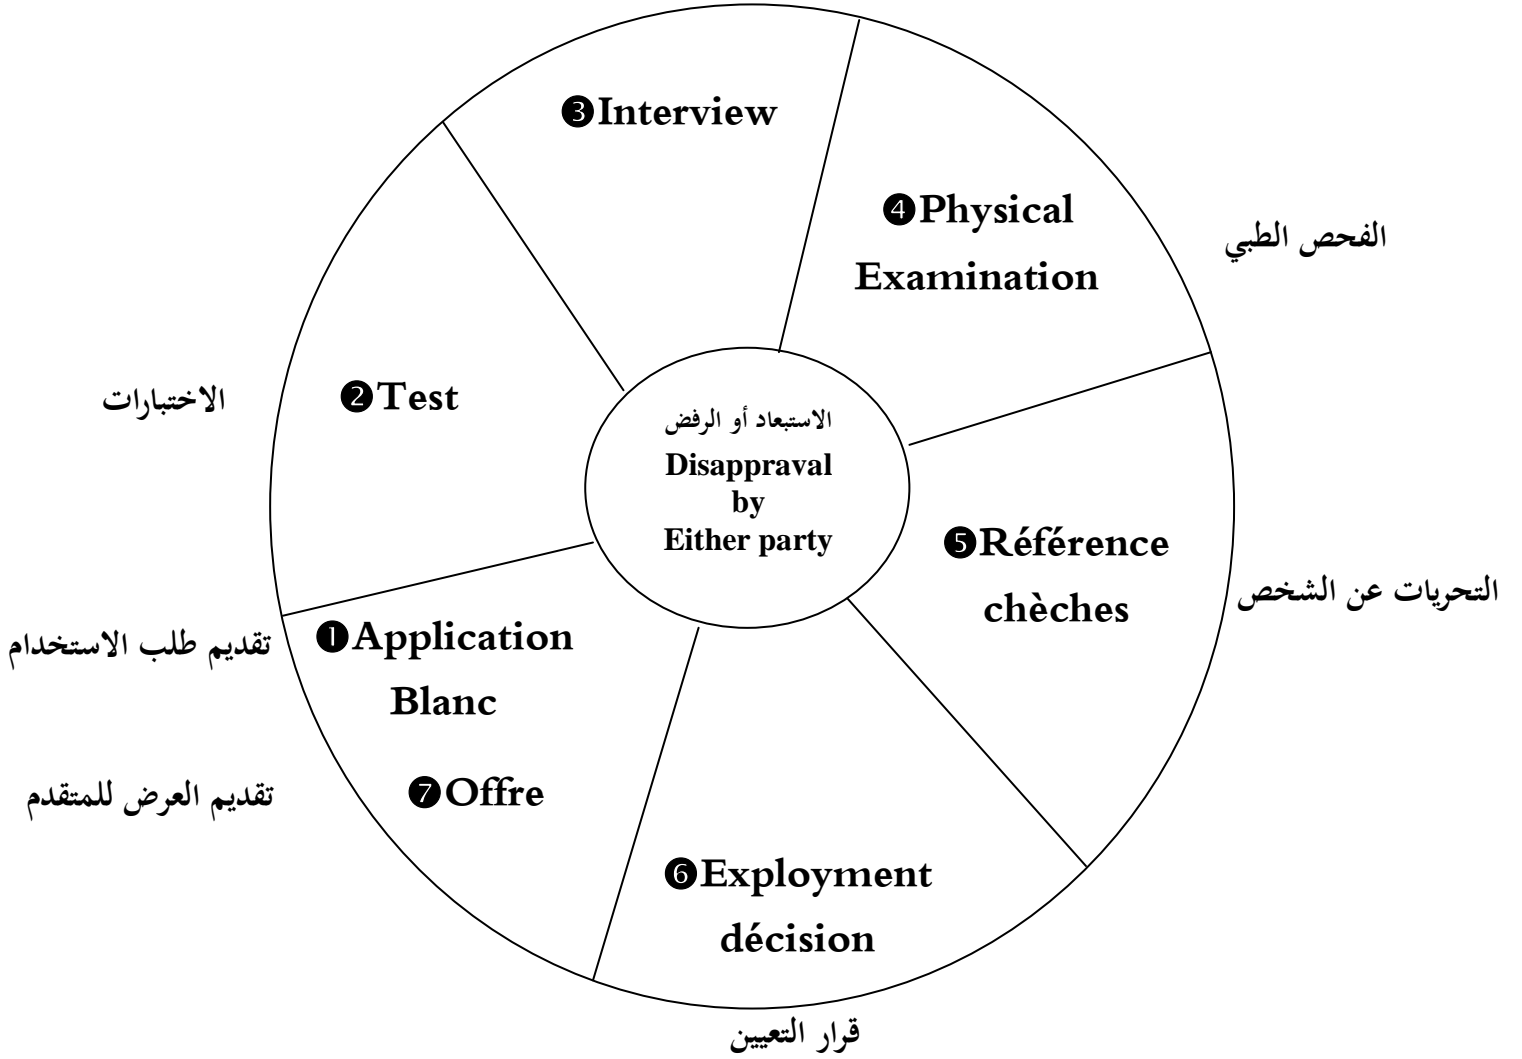 ❸Interview
❹Physical
Examination
الفحص الطبي
❷Test
الاختبارات
الاستبعاد أو الرفض
Disappraval
by
Either party
❺Référence
chèches
التحريات عن الشخص
❶Application
Blanc
تقديم طلب الاستخدام
❼Offre
تقديم العرض للمتقدم
❻Exployment
décision
قرار التعيين